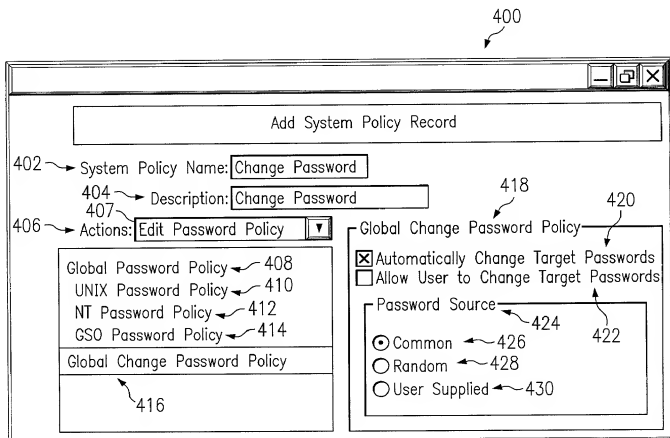 400
Add System Policy Record
402 System Policy Name: Change Password
404 Description: Change Password
407
406 Actions: Edit Password Policy
Global Password Policy 408
UNIX Password Policy 410
NT Password Policy 412
GSO Password Policy 414
Global Change Password Policy
416
418
Global Change Password Policy
420
Automatically Change Target Passwords
Allow User to Change Target Passwords
422
Password Source
424
Common 426
Random 428
User Supplied 430